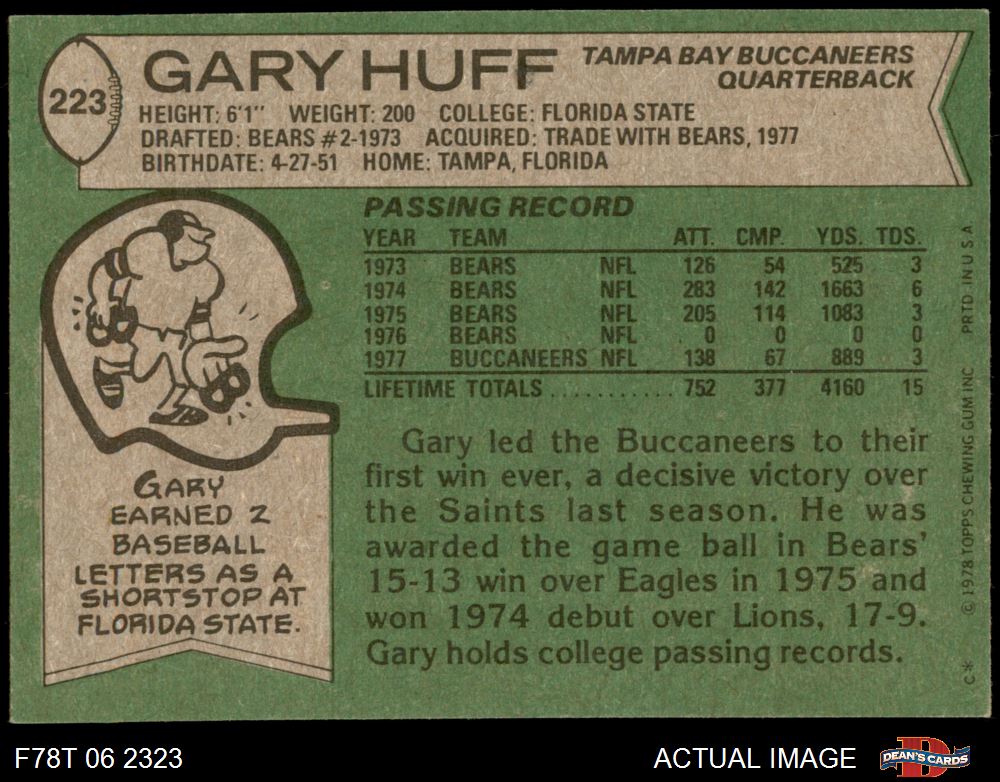 223
GARY HUFF
TAMPA BAY BUCCANEERS
QUARTERBACK
HEIGHT: 6'1" WEIGHT: 200 COLLEGE: FLORIDA STATE
DRAFTED: BEARS #2-1973 ACQUIRED: TRADE WITH BEARS, 1977
BIRTHDATE: 4-27-51 HOME: TAMPA, FLORIDA
PASSING RECORD
YEAR TEAM ATT. CMP. YDS. TDS.
1973 BEARS NFL 126 54 525 3
1974 BEARS NFL 283 142 1663 6
1975 BEARS NFL 205 114 1083 3
1976 BEARS NFL 0 0 0 0
1977 BUCCANEERS NFL 138 67 889 3
LIFETIME TOTALS ........... 752 377 4160 15
GARY
EARNED 2
BASEBALL
LETTERS AS A
SHORTSTOP AT
FLORIDA STATE.
Gary led the Buccaneers to their
first win ever, a decisive victory over
the Saints last season. He was
awarded the game ball in Bears'
15-13 win over Eagles in 1975 and
won 1974 debut over Lions, 17-9.
Gary holds college passing records.
C* © 1978 TOPPS CHEWING GUM INC PRTD. IN U S A
F78T 06 2323
ACTUAL IMAGE
DEAN'S CARDS